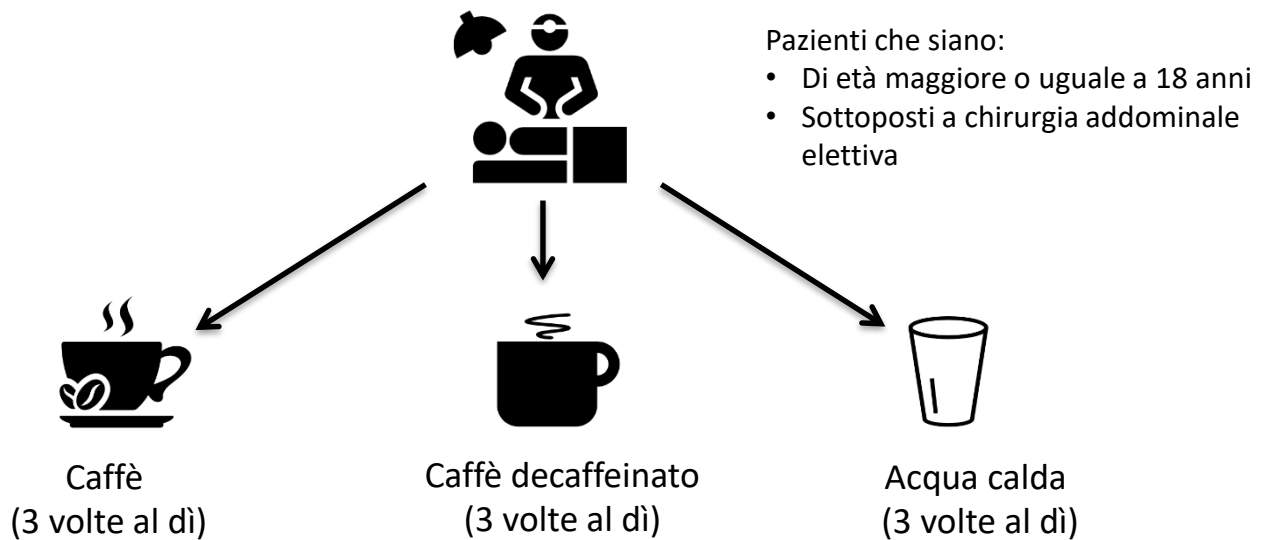 Pazienti che siano:
• Di età maggiore o uguale a 18 anni
• Sottoposti a chirurgia addominale
elettiva
Caffè
(3 volte al dì)
Caffè decaffeinato
(3 volte al dì)
Acqua calda
(3 volte al dì)